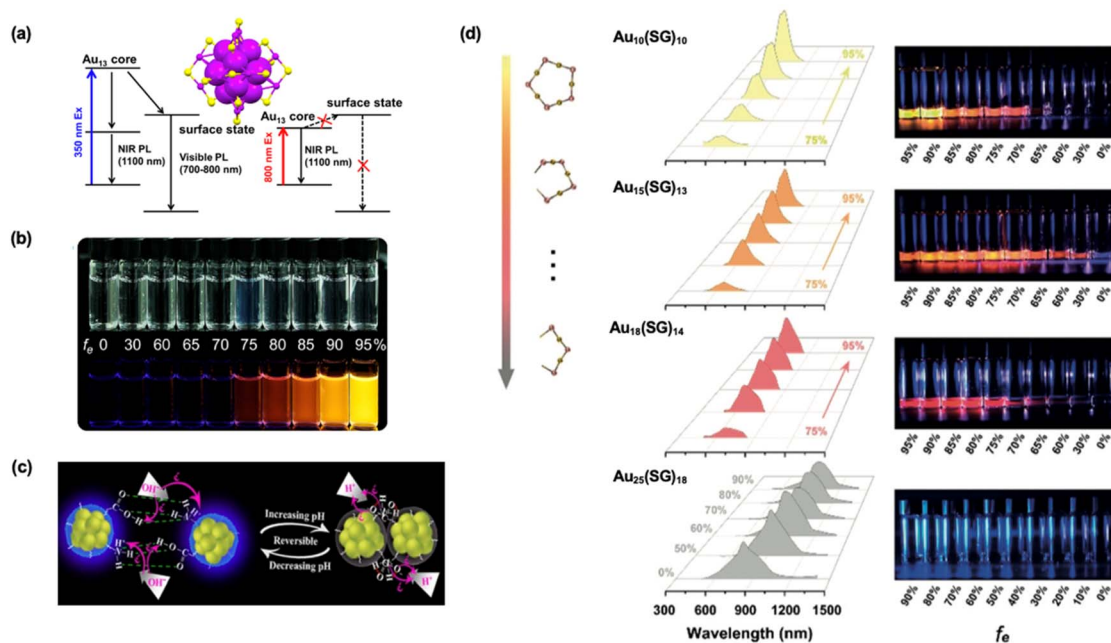 (a)
Au13 core
350 nm Ex
NIR PL
(1100 nm)
surface state
Visible PL
(700-800 nm)
Au13 core
surface state
800 nm Ex
NIR PL
(1100 nm)
(b)
fe 0 30 60 65 70 75 80 85 90 95%
(c)
OH⁻
OH⁻
Increasing pH
Reversible
Decreasing pH
H⁺
H⁺
(d)
Au10(SG)10
95%
75%
95% 90% 85% 80% 75% 70% 65% 60% 30% 0%
Au15(SG)13
95%
75%
95% 90% 85% 80% 75% 70% 65% 60% 30% 0%
Au18(SG)14
95%
75%
95% 90% 85% 80% 75% 70% 65% 60% 30% 0%
Au25(SG)18
90%
80%
70%
60%
50%
0%
300 600 900 1200 1500
Wavelength (nm)
90% 80% 70% 60% 50% 40% 30% 20% 10% 0%
fe